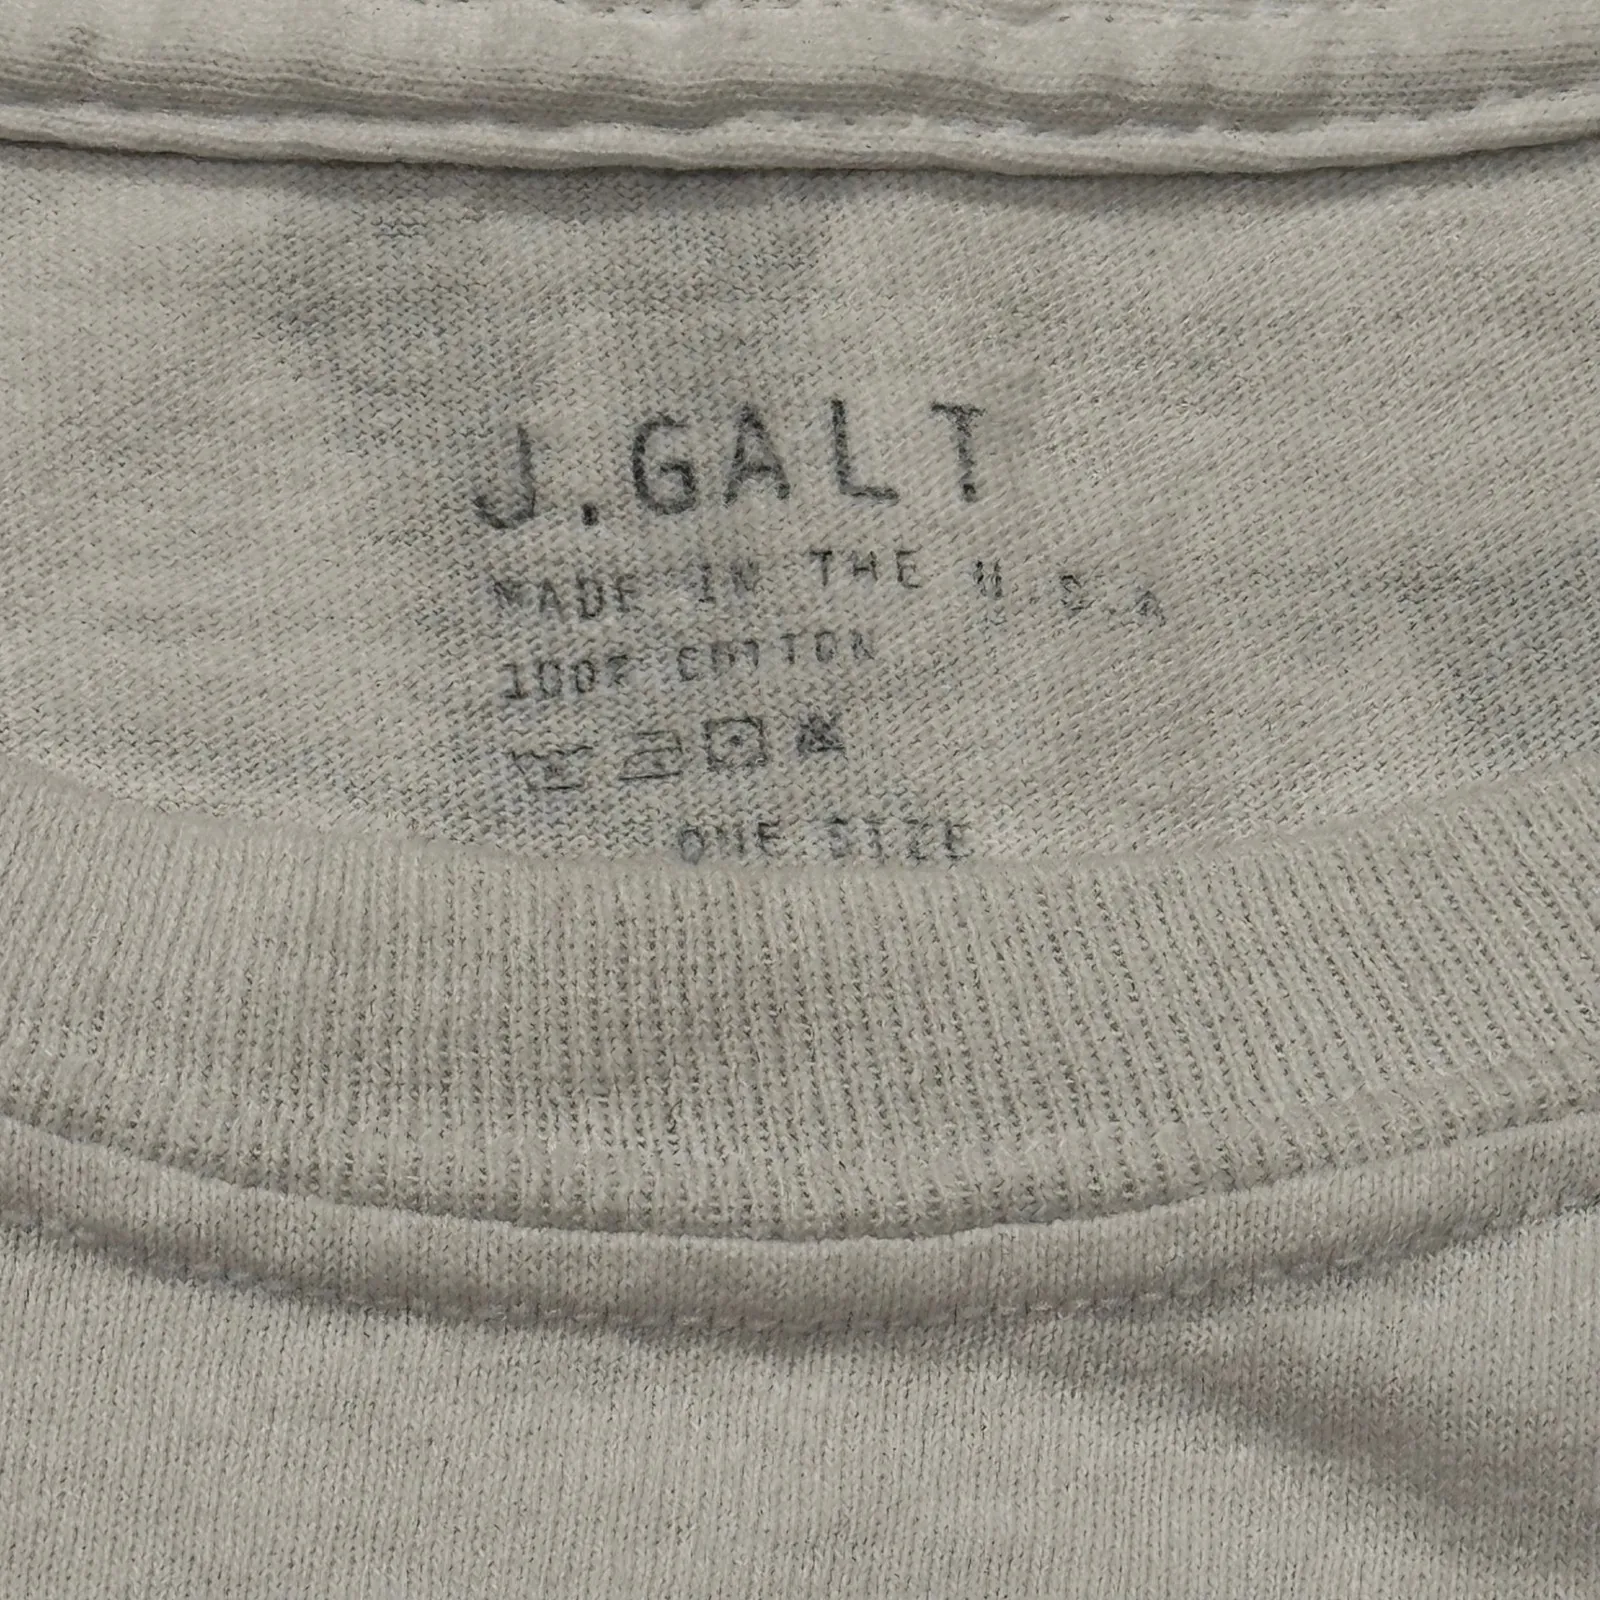 J.GALT
MADE IN THE U.S.A
100% COTTON
ONE SIZE